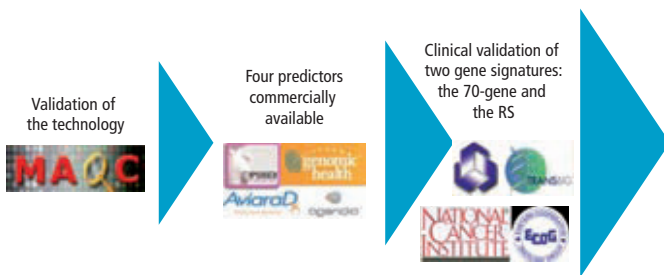 Validation of
the technology
MAQC
Four predictors
commercially
available
genomic
health
AviaraDx
agendia
Clinical validation of
two gene signatures:
the 70-gene and
the RS
TRANSBIG
NATIONAL
CANCER
INSTITUTE
ECOG